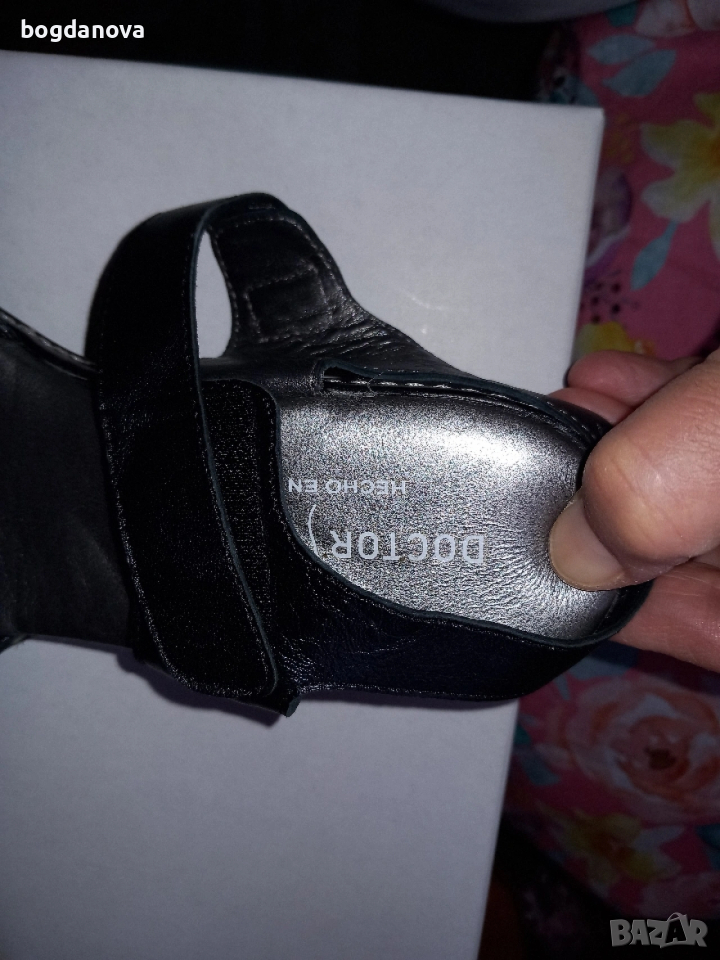 bogdanova
DOCTOR
HECHO EN
BAZAR